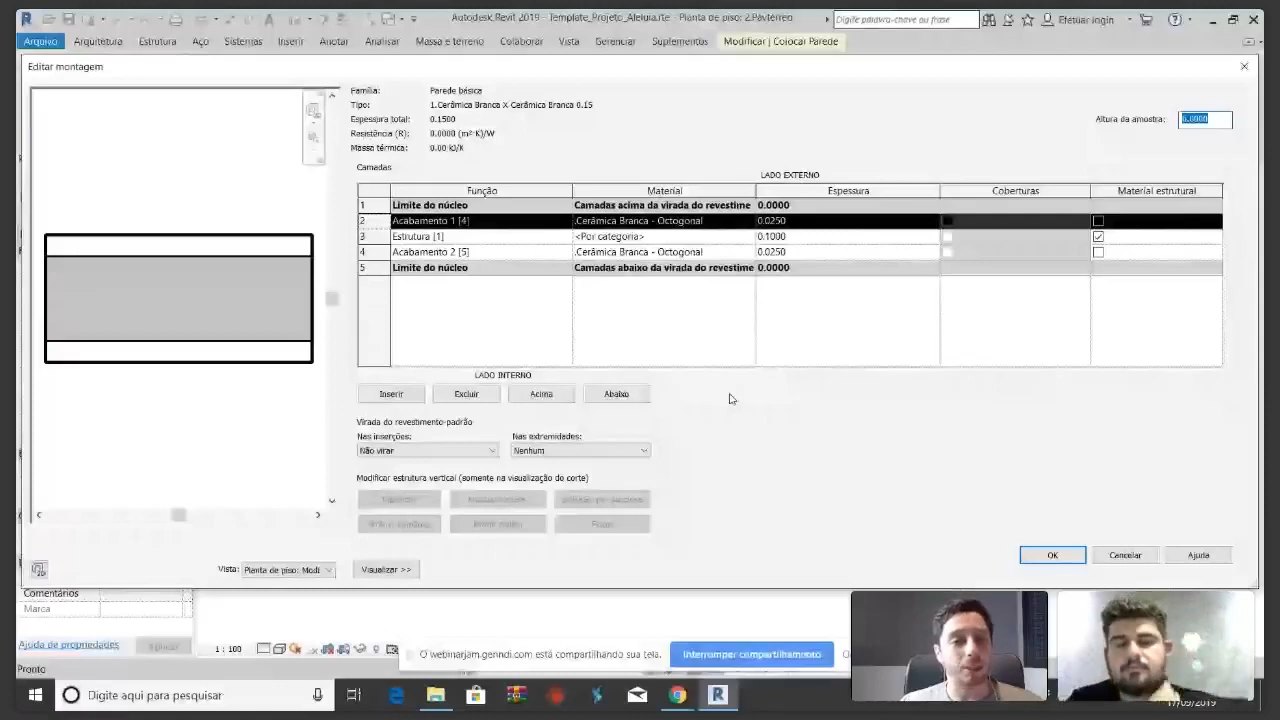 Autodesk Revit 2019 - Template_Projeto_Aleluia.rte - Planta de piso: 2.Pav.térreo
Digite palavra-chave ou frase
Efetuar login
Arquivo Arquitetura Estrutura Aço Sistemas Inserir Anotar Analisar Massa e terreno Colaborar Vista Gerenciar Suplementos Modificar | Colocar Parede
Editar montagem
Família: Parede básica
Tipo: 1.Cerâmica Branca X Cerâmica Branca 0.15
Espessura total: 0.1500
Altura da amostra: 6.0000
Resistência (R): 0.0000 (m²·K)/W
Massa térmica: 0.00 kJ/K
Camadas
LADO EXTERNO
Função Material Espessura Coberturas Material estrutural
1 Limite do núcleo Camadas acima da virada do revestime 0.0000
2 Acabamento 1 [4] .Cerâmica Branca - Octogonal 0.0250
3 Estrutura [1] <Por categoria> 0.1000
4 Acabamento 2 [5] .Cerâmica Branca - Octogonal 0.0250
5 Limite do núcleo Camadas abaixo da virada do revestime 0.0000
LADO INTERNO
Inserir Excluir Acima Abaixo
Virada do revestimento-padrão
Nas inserções: Nas extremidades:
Não virar Nenhum
Modificar estrutura vertical (somente na visualização do corte)
OK Cancelar Ajuda
Vista: Planta de piso: Modi Visualizar >>
Comentários
Marca
Ajuda de propriedades
1 : 100
O webinarjam.genndi.com está compartilhando sua tela.
Interromper compartilhamento
Pronto
Digite aqui para pesquisar
17/09/2019